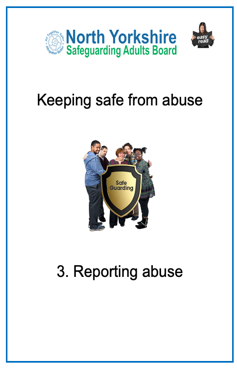 North Yorkshire
Safeguarding Adults Board
easy
read
Keeping safe from abuse
Safe
Guarding
3. Reporting abuse